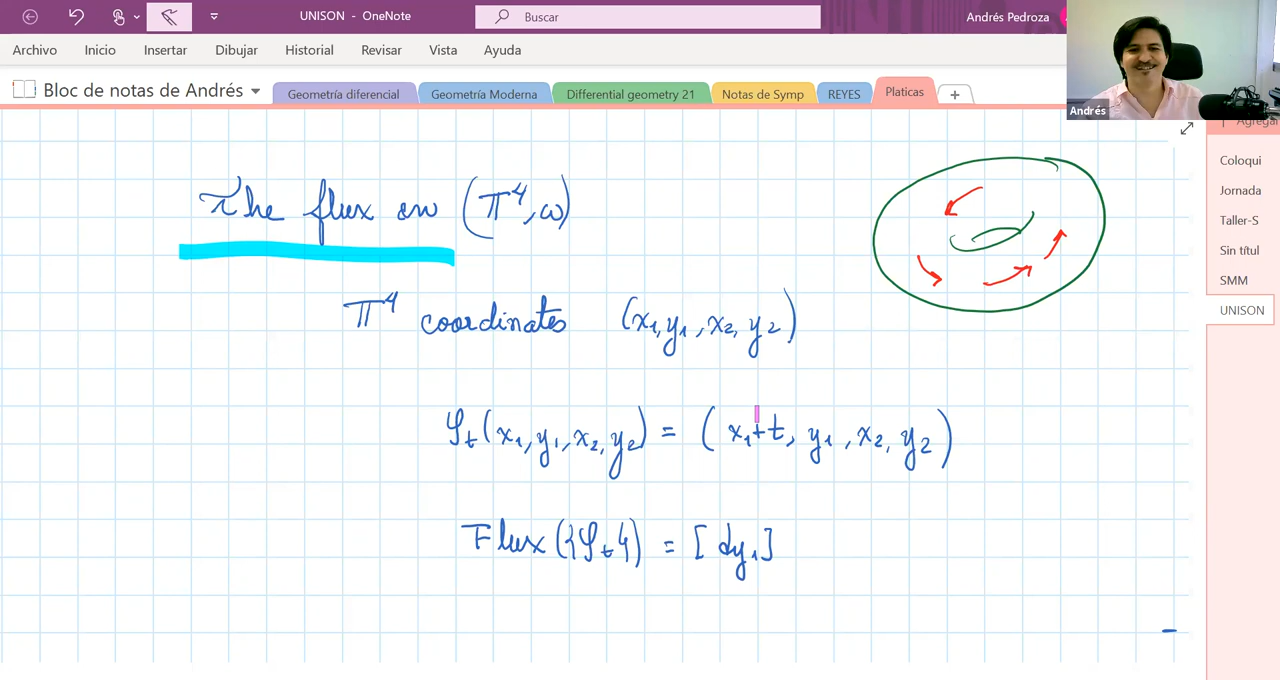 UNISON - OneNote
Buscar
Andrés Pedroza
Archivo Inicio Insertar Dibujar Historial Revisar Vista Ayuda
Bloc de notas de Andrés
Geometría diferencial Geometría Moderna Differential geometry 21 Notas de Symp REYES Platicas +
Andrés
Agregar
Coloqui
Jornada
Taller-S
Sin títul
SMM
UNISON
The flux on (𝕋⁴, ω)
𝕋⁴ coordinates (x₁, y₁, x₂, y₂)
φₜ(x₁, y₁, x₂, y₂) = (x₁+t, y₁, x₂, y₂)
Flux({φₜ}) = [dy₁]